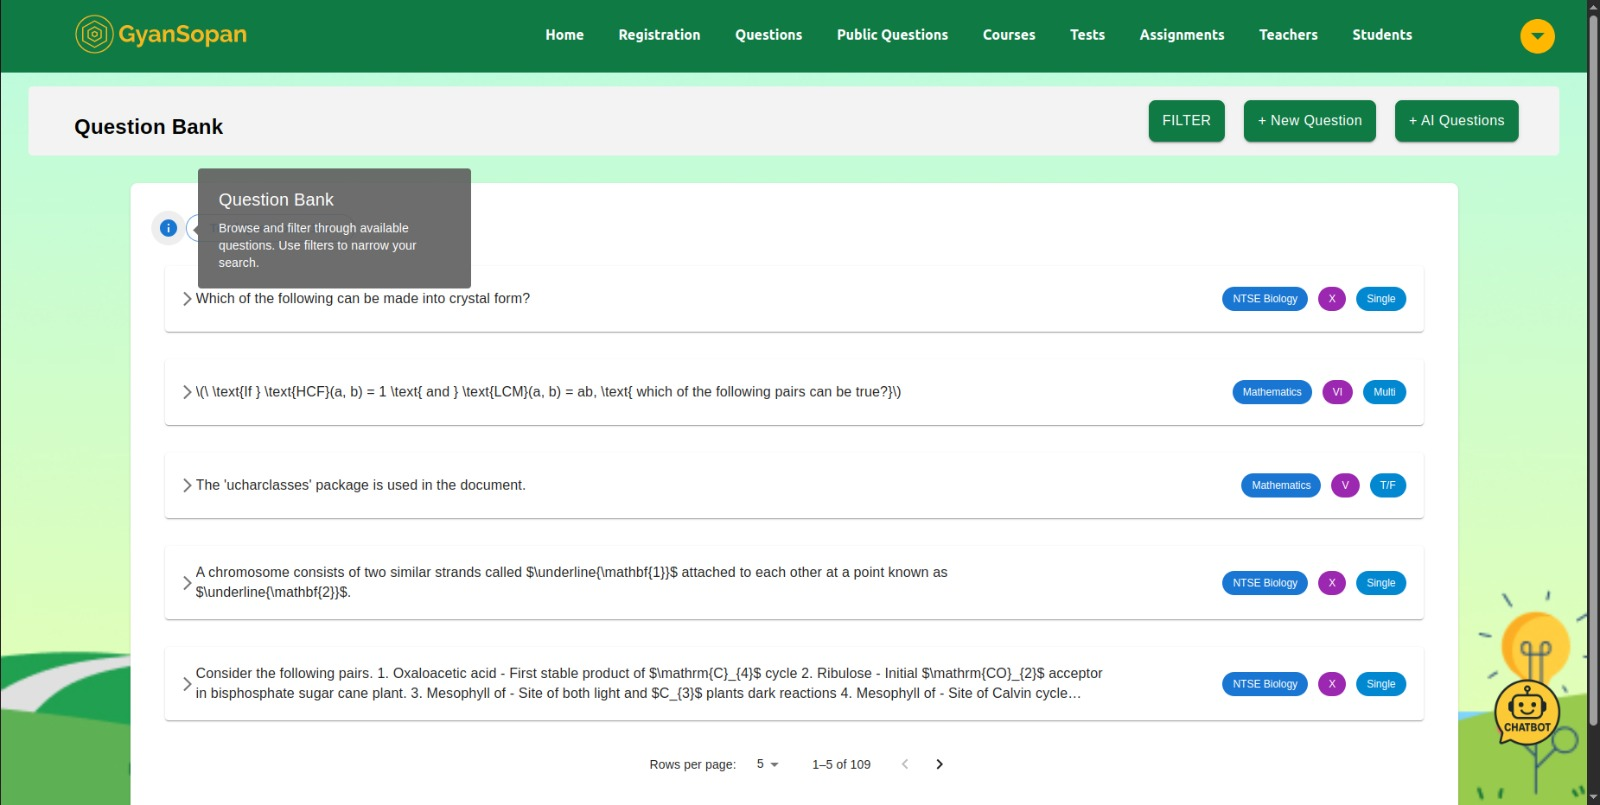 GyanSopan
Home Registration Questions Public Questions Courses Tests Assignments Teachers Students
Question Bank
FILTER + New Question + AI Questions
Question Bank
Browse and filter through available
questions. Use filters to narrow your
search.
Which of the following can be made into crystal form? NTSE Biology X Single
\(\ \text{If } \text{HCF}(a, b) = 1 \text{ and } \text{LCM}(a, b) = ab, \text{ which of the following pairs can be true?}\) Mathematics VI Multi
The 'ucharclasses' package is used in the document. Mathematics V T/F
A chromosome consists of two similar strands called $\underline{\mathbf{1}}$ attached to each other at a point known as
$\underline{\mathbf{2}}$. NTSE Biology X Single
Consider the following pairs. 1. Oxaloacetic acid - First stable product of $\mathrm{C}_{4}$ cycle 2. Ribulose - Initial $\mathrm{CO}_{2}$ acceptor
in bisphosphate sugar cane plant. 3. Mesophyll of - Site of both light and $C_{3}$ plants dark reactions 4. Mesophyll of - Site of Calvin cycle… NTSE Biology X Single
CHATBOT
Rows per page: 5 1–5 of 109